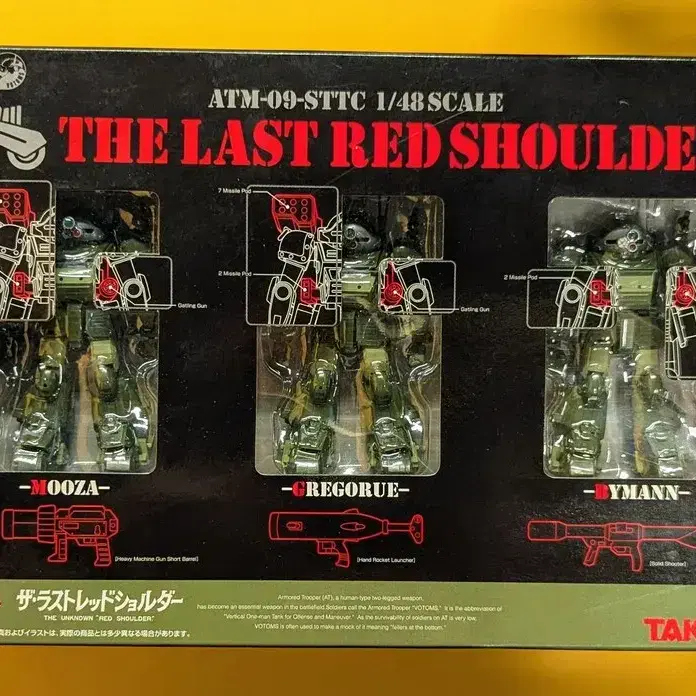 ATM-09-STTC 1/48 SCALE
THE LAST RED SHOULDE
7 Missile Pod
2 Missile Pod
2 Missile Pod
Gatling Gun
Gatling Gun
-MOOZA-
-GREGORUE-
-BYMANN-
[Heavy Machine Gun Short Barrel]
[Hand Rocket Launcher]
[Solid Shooter]
ザ・ラストレッドショルダー
THE UNKNOWN "RED SHOULDER"
真およびイラストは、実際の商品とは多少異なる場合があります。
Armored Trooper (AT), a human-type two-legged weapon,
has become an essential weapon in the battlefield. Soldiers call the Armored Trooper "VOTOMS". It is the abbreviation of
"Vertical One-man Tank for Offense and Maneuver." As the survivability of soldiers on AT is very low,
VOTOMS is often used to make a mock of it meaning "fellers at the bottom."
TAK